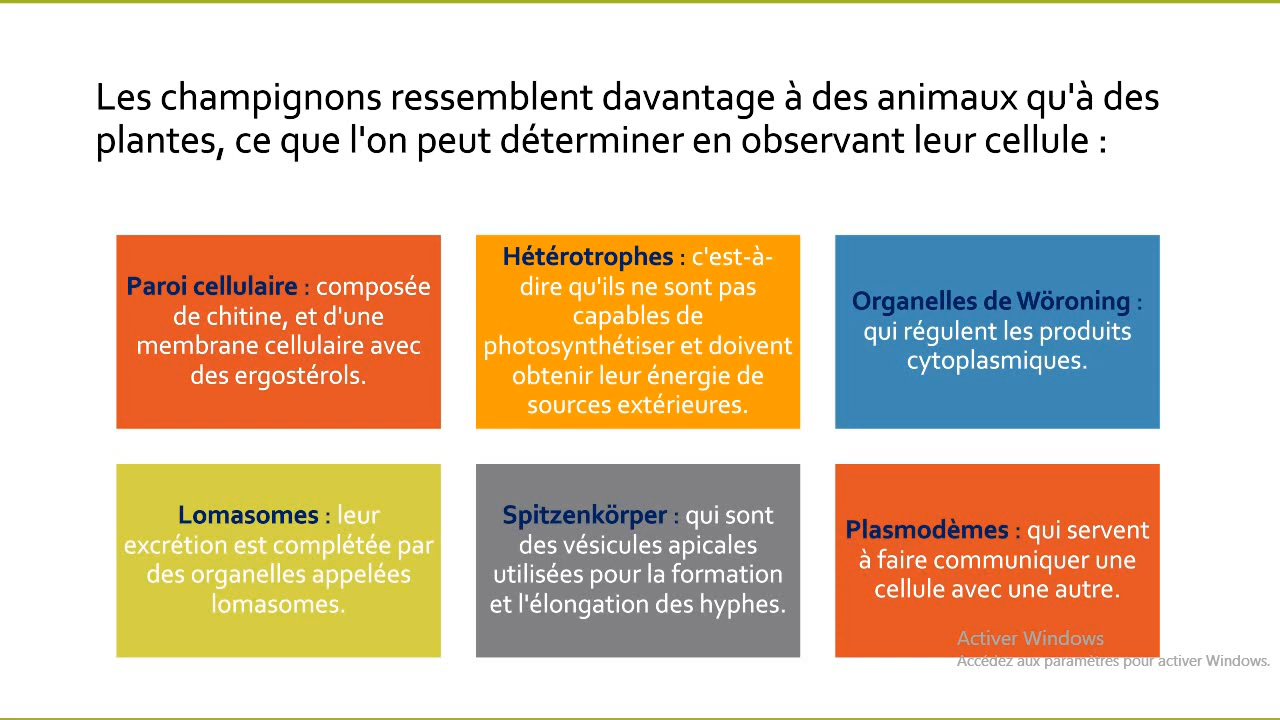 Les champignons ressemblent davantage à des animaux qu'à des
plantes, ce que l'on peut déterminer en observant leur cellule :
Paroi cellulaire : composée
de chitine, et d'une
membrane cellulaire avec
des ergostérols.
Hétérotrophes : c'est-à-
dire qu'ils ne sont pas
capables de
photosynthétiser et doivent
obtenir leur énergie de
sources extérieures.
Organelles de Wöroning :
qui régulent les produits
cytoplasmiques.
Lomasomes : leur
excrétion est complétée par
des organelles appelées
lomasomes.
Spitzenkörper : qui sont
des vésicules apicales
utilisées pour la formation
et l'élongation des hyphes.
Plasmodèmes : qui servent
à faire communiquer une
cellule avec une autre.
Activer Windows
Accédez aux paramètres pour activer Windows.